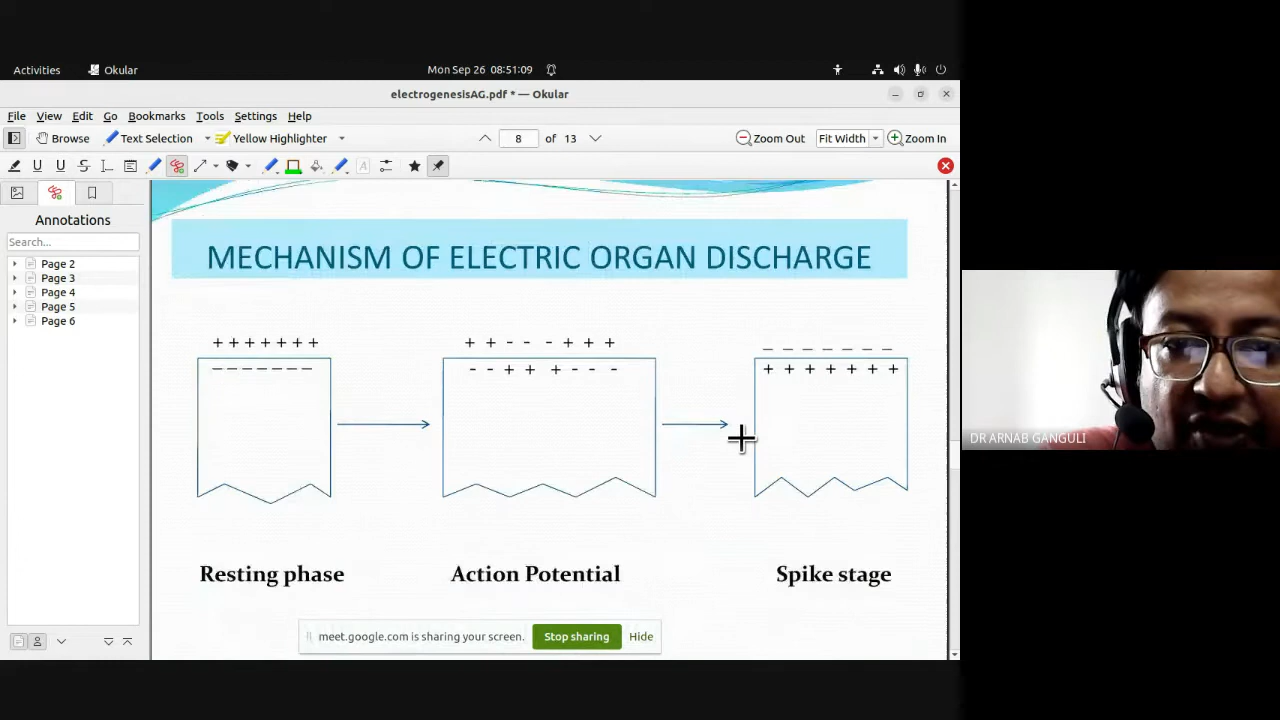 Activities
Okular
Mon Sep 26 08:51:09
electrogenesisAG.pdf * — Okular
File View Edit Go Bookmarks Tools Settings Help
Browse Text Selection Yellow Highlighter 8 of 13 Zoom Out Fit Width Zoom In
Annotations
Search...
Page 2
Page 3
Page 4
Page 5
Page 6
MECHANISM OF ELECTRIC ORGAN DISCHARGE
+ + + + + + + + + - - - + + + _ _ _ _ _ _ _
_ _ _ _ _ _ _ - - + + + - - - + + + + + + +
Resting phase Action Potential Spike stage
meet.google.com is sharing your screen. Stop sharing Hide
DR ARNAB GANGULI